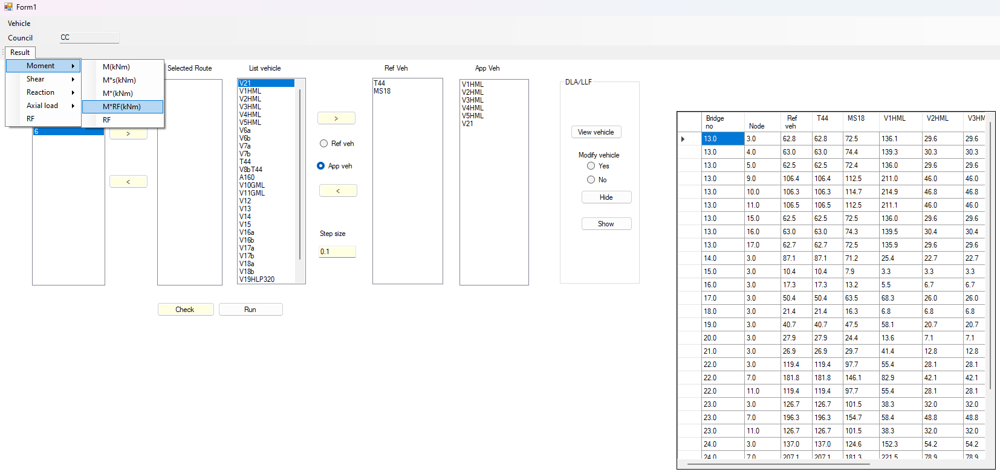 Form1
Vehicle
Council CC
Result
Moment
Shear
Reaction
Axial load
RF
M(kNm)
M*s(kNm)
M*(kNm)
M*RF(kNm)
RF
6
>
<
Selected Route
List vehicle
V21
V1HML
V2HML
V3HML
V4HML
V5HML
V6a
V6b
V7a
V7b
T44
V8bT44
A160
V10GML
V11GML
V12
V13
V14
V15
V16a
V16b
V17a
V17b
V18a
V18b
V19HLP320
>
Ref veh
App veh
<
Step size
0.1
Ref Veh
T44
MS18
App Veh
V1HML
V2HML
V3HML
V4HML
V5HML
V21
DLA/LLF
View vehicle
Modify vehicle
Yes
No
Hide
Show
Check Run
Bridge no Node Ref veh T44 MS18 V1HML V2HML V3HM
13.0 3.0 62.8 62.8 72.5 136.1 29.6 29.6
13.0 4.0 63.0 63.0 74.4 139.3 30.3 30.3
13.0 5.0 62.5 62.5 72.4 136.0 29.6 29.6
13.0 9.0 106.4 106.4 112.5 211.0 46.0 46.0
13.0 10.0 106.3 106.3 114.7 214.9 46.8 46.8
13.0 11.0 106.5 106.5 112.5 211.1 46.0 46.0
13.0 15.0 62.5 62.5 72.5 136.0 29.6 29.6
13.0 16.0 63.0 63.0 74.3 139.5 30.4 30.4
13.0 17.0 62.7 62.7 72.5 135.9 29.6 29.6
14.0 3.0 87.1 87.1 71.2 25.4 22.7 22.7
15.0 3.0 10.4 10.4 7.9 3.3 3.3 3.3
16.0 3.0 17.3 17.3 13.2 5.5 6.7 6.7
17.0 3.0 50.4 50.4 63.5 68.3 26.0 26.0
18.0 3.0 21.4 21.4 16.3 6.8 6.8 6.8
19.0 3.0 40.7 40.7 47.5 58.1 20.7 20.7
20.0 3.0 27.9 27.9 24.4 13.6 7.1 7.1
21.0 3.0 26.9 26.9 29.7 41.4 12.8 12.8
22.0 3.0 119.4 119.4 97.7 55.4 28.1 28.1
22.0 7.0 181.8 181.8 146.1 82.9 42.1 42.1
22.0 11.0 119.4 119.4 97.7 55.4 28.1 28.1
23.0 3.0 126.7 126.7 101.5 38.3 32.0 32.0
23.0 7.0 196.3 196.3 154.7 58.4 48.8 48.8
23.0 11.0 126.7 126.7 101.5 38.3 32.0 32.0
24.0 3.0 137.0 137.0 124.6 152.3 54.2 54.2
24.0 7.0 207.1 207.1 181.3 221.5 78.9 78.9